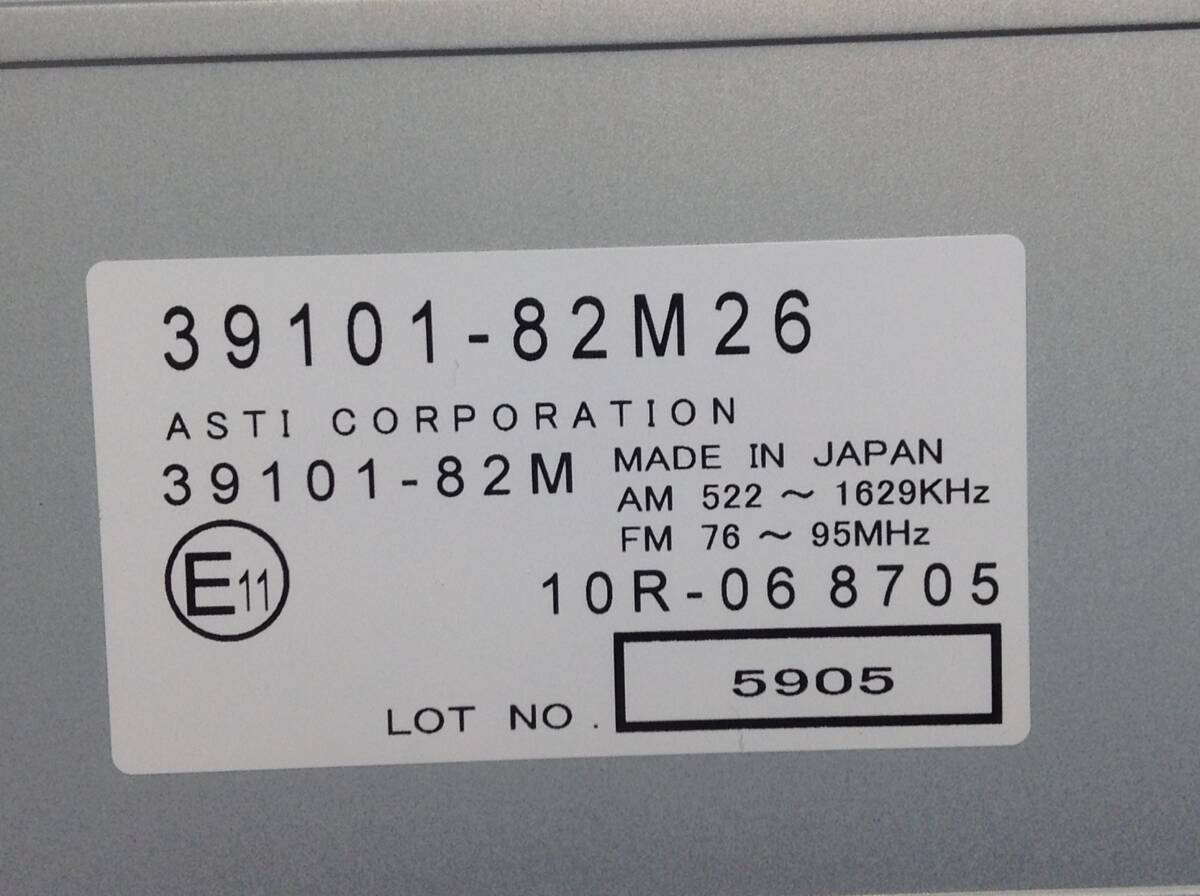 39101-82M26
ASTI CORPORATION
39101-82M
MADE IN JAPAN
AM 522 ～ 1629KHz
FM 76 ～ 95MHz
E11
10R-06 8705
LOT NO. 5905